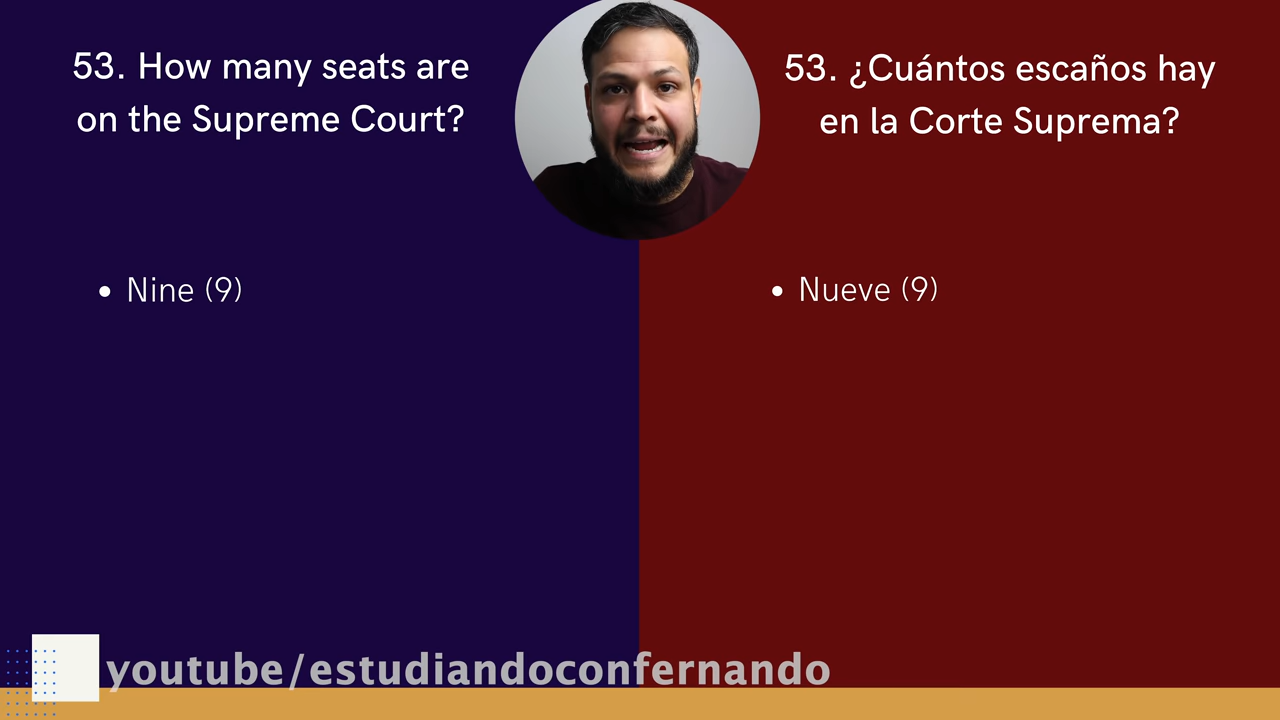 53. How many seats are
on the Supreme Court?
• Nine (9)
53. ¿Cuántos escaños hay
en la Corte Suprema?
• Nueve (9)
youtube/estudiandoconfernando